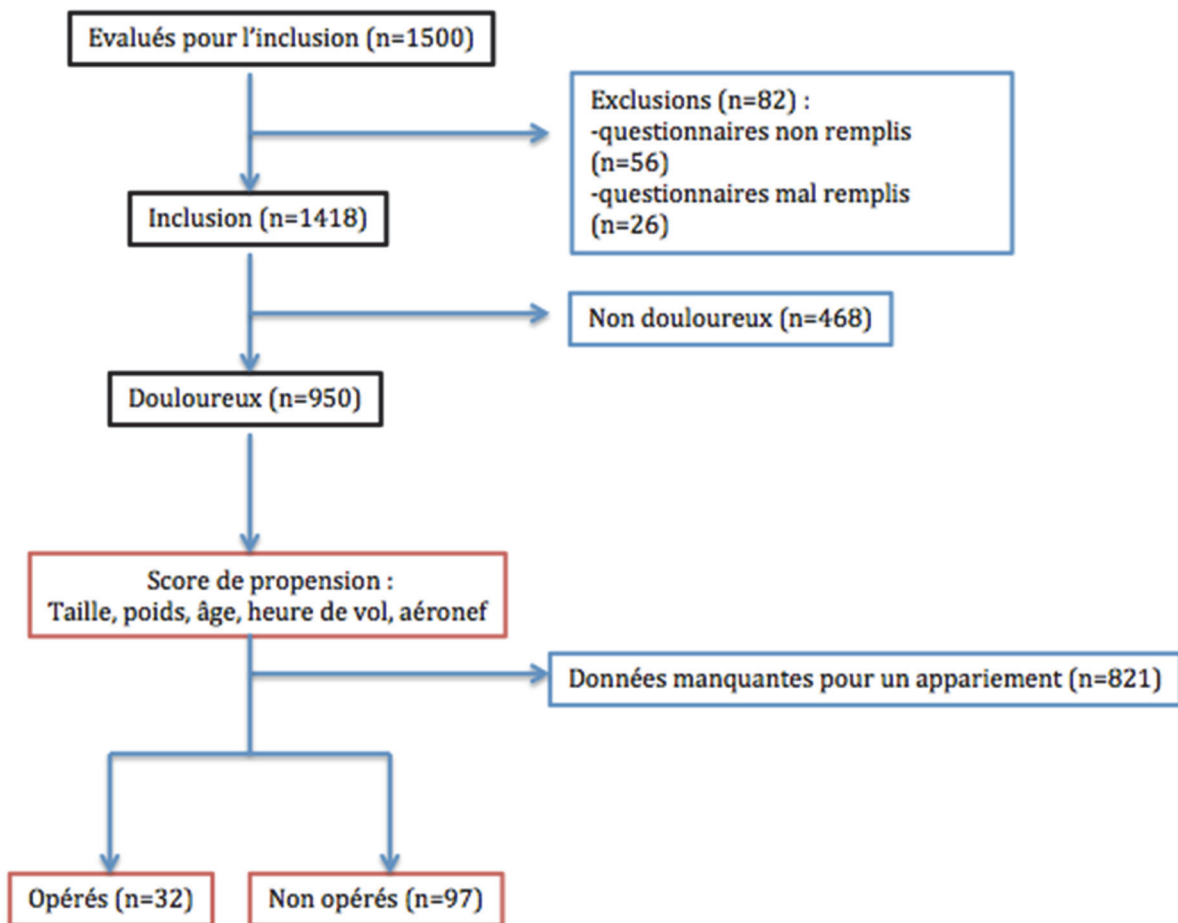 Evalués pour l'inclusion (n=1500)
Exclusions (n=82) :
-questionnaires non remplis
(n=56)
-questionnaires mal remplis
(n=26)
Inclusion (n=1418)
Non douloureux (n=468)
Douloureux (n=950)
Score de propension :
Taille, poids, âge, heure de vol, aéronef
Données manquantes pour un appariement (n=821)
Opérés (n=32)
Non opérés (n=97)